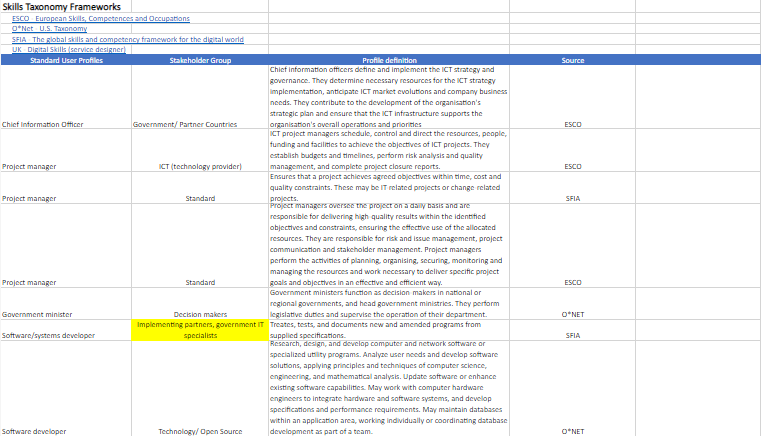 Skills Taxonomy Frameworks
ESCO - European Skills, Competences and Occupations
O*Net - U.S. Taxonomy
SFIA - The global skills and competency framework for the digital world
UK - Digital Skills (service designer)
Standard User Profiles Stakeholder Group Profile definition Source
Chief information officers define and implement the ICT strategy and
governance. They determine necessary resources for the ICT strategy
implementation, anticipate ICT market evolutions and company business
needs. They contribute to the development of the organisation's
strategic plan and ensure that the ICT infrastructure supports the
Chief Information Officer Government/ Partner Countries organisation's overall operations and priorities ESCO
ICT project managers schedule, control and direct the resources, people,
funding and facilities to achieve the objectives of ICT projects. They
establish budgets and timelines, perform risk analysis and quality
Project manager ICT (technology provider) management, and complete project closure reports. ESCO
Ensures that a project achieves agreed objectives within time, cost and
quality constraints. These may be IT related projects or change-related
Project manager Standard projects. SFIA
Project managers oversee the project on a daily basis and are
responsible for delivering high-quality results within the identified
objectives and constraints, ensuring the effective use of the allocated
resources. They are responsible for risk and issue management, project
communication and stakeholder management. Project managers
perform the activities of planning, organising, securing, monitoring and
managing the resources and work necessary to deliver specific project
Project manager Standard goals and objectives in an effective and efficient way. ESCO
Government ministers function as decision-makers in national or
regional governments, and head government ministries. They perform
Government minister Decision makers legislative duties and supervise the operation of their department. O*NET
Implementing partners, government IT Treates, tests, and documents new and amended programs from
Software/systems developer specialists supplied specifications. SFIA
Research, design, and develop computer and network software or
specialized utility programs. Analyze user needs and develop software
solutions, applying principles and techniques of computer science,
engineering, and mathematical analysis. Update software or enhance
existing software capabilities. May work with computer hardware
engineers to integrate hardware and software systems, and develop
specifications and performance requirements. May maintain databases
within an application area, working individually or coordinating database
Software developer Technology/ Open Source development as part of a team. O*NET